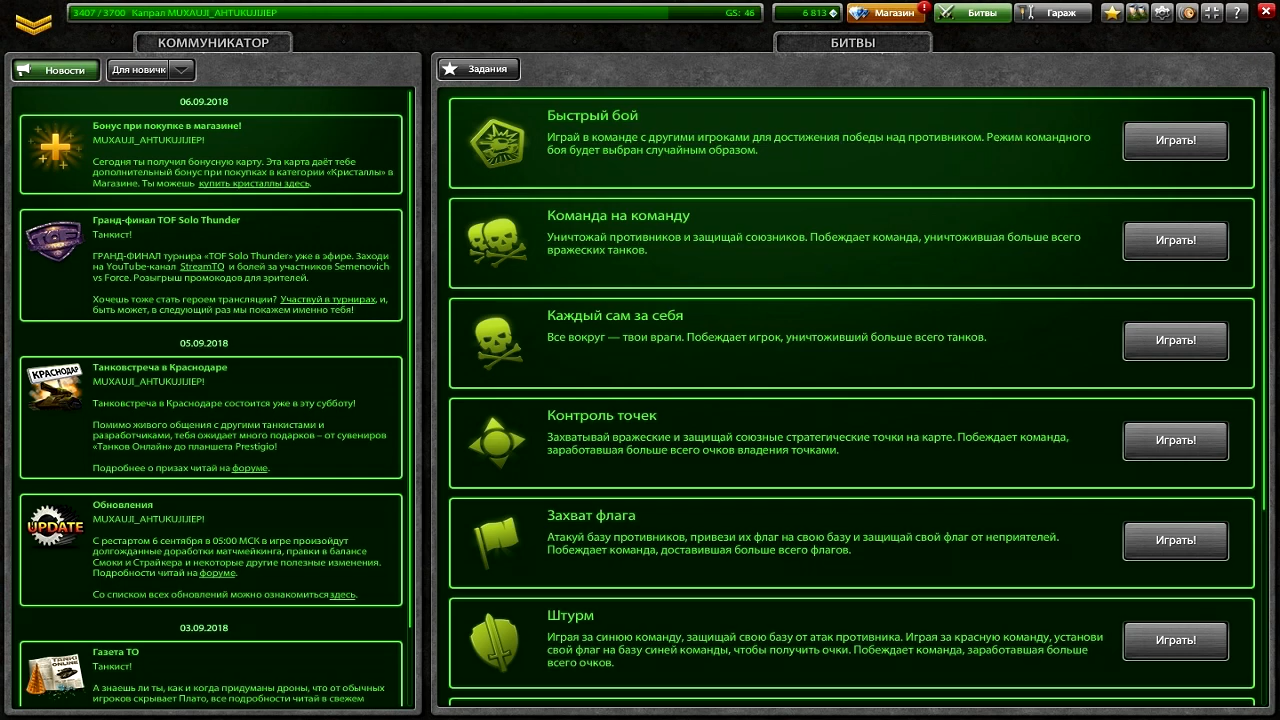 3407 / 3700 Капрал MUXAUJI_AHTUKUJIJIEP
GS: 46
6 813
Магазин
!
Битвы
Гараж
?
КОММУНИКАТОР
БИТВЫ
Новости
Для новичк
Задания
06.09.2018
Бонус при покупке в магазине!
MUXAUJI_AHTUKUJIJIEP!
Сегодня ты получил бонусную карту. Эта карта даёт тебе
дополнительный бонус при покупках в категории «Кристаллы» в
Магазине. Ты можешь купить кристаллы здесь.
TOF
Гранд-финал TOF Solo Thunder
Танкист!
ГРАНД-ФИНАЛ турнира «TOF Solo Thunder» уже в эфире. Заходи
на YouTube-канал StreamTO и болей за участников Semenovich
vs Force. Розыгрыш промокодов для зрителей.
Хочешь тоже стать героем трансляции? Участвуй в турнирах, и,
быть может, в следующий раз мы покажем именно тебя!
05.09.2018
КРАСНОДАР
Танковстреча в Краснодаре
MUXAUJI_AHTUKUJIJIEP!
Танковстреча в Краснодаре состоится уже в эту субботу!
Помимо живого общения с другими танкистами и
разработчиками, тебя ожидает много подарков – от сувениров
«Танков Онлайн» до планшета Prestigio!
Подробнее о призах читай на форуме.
UPDATE
Обновления
MUXAUJI_AHTUKUJIJIEP!
С рестартом 6 сентября в 05:00 МСК в игре произойдут
долгожданные доработки матчмейкинга, правки в балансе
Смоки и Страйкера и некоторые другие полезные изменения.
Подробности читай на форуме.
Со списком всех обновлений можно ознакомиться здесь.
03.09.2018
TANKI
ONLINE
Газета ТО
Танкист!
А знаешь ли ты, как и когда придуманы дроны, что от обычных
игроков скрывает Плато, все подробности читай в свежем
Быстрый бой
Играй в команде с другими игроками для достижения победы над противником. Режим командного
боя будет выбран случайным образом.
Играть!
Команда на команду
Уничтожай противников и защищай союзников. Побеждает команда, уничтожившая больше всего
вражеских танков.
Играть!
Каждый сам за себя
Все вокруг — твои враги. Побеждает игрок, уничтоживший больше всего танков.
Играть!
Контроль точек
Захватывай вражеские и защищай союзные стратегические точки на карте. Побеждает команда,
заработавшая больше всего очков владения точками.
Играть!
Захват флага
Атакуй базу противников, привези их флаг на свою базу и защищай свой флаг от неприятелей.
Побеждает команда, доставившая больше всего флагов.
Играть!
Штурм
Играя за синюю команду, защищай свою базу от атак противника. Играя за красную команду, установи
свой флаг на базу синей команды, чтобы получить очки. Побеждает команда, заработавшая больше
всего очков.
Играть!